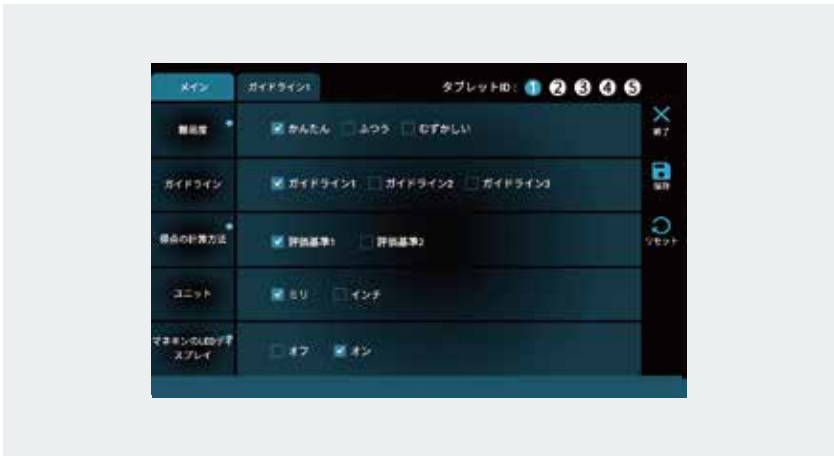 メイン
ガイドライン1
タブレットID: 1 2 3 4 5
難易度
かんたん ふつう むずかしい
終了
ガイドライン
ガイドライン1 ガイドライン2 ガイドライン3
保存
得点の計算方法
評価基準1 評価基準2
リセット
ユニット
ミリ インチ
マネキンのLEDディ
スプレイ
オフ オン